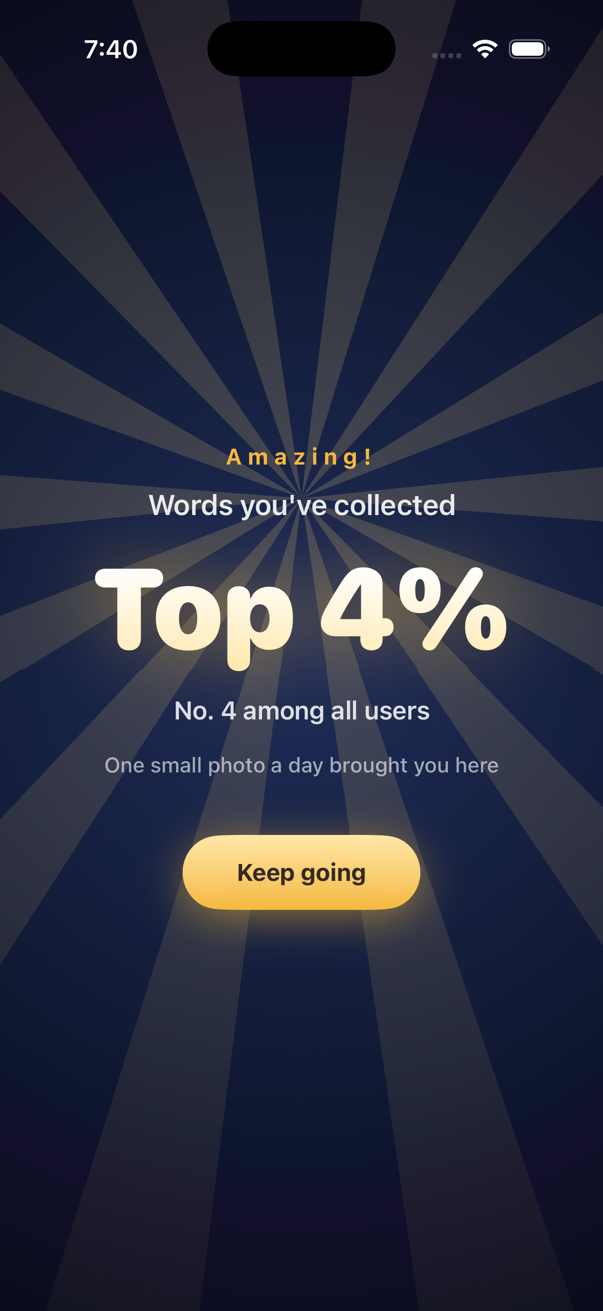 7:40
Amazing!
Words you've collected
Top 4%
No. 4 among all users
One small photo a day brought you here
Keep going